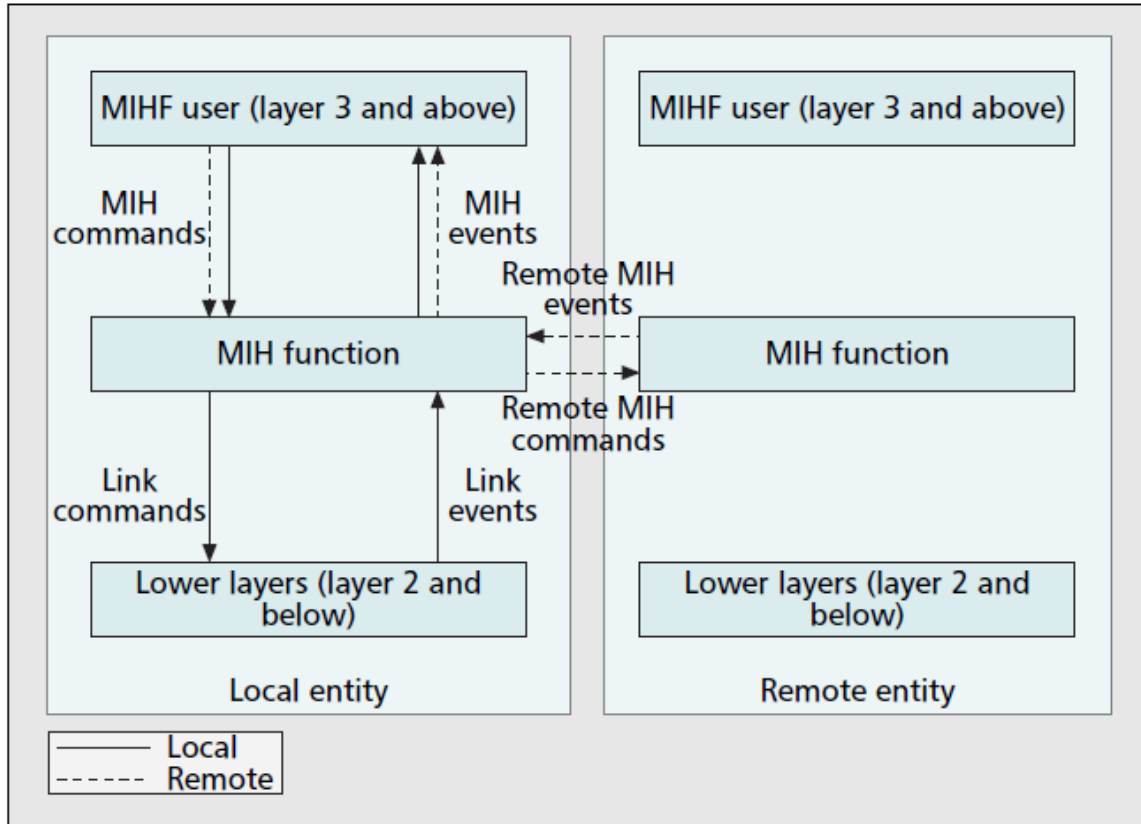 MIHF user (layer 3 and above)
MIHF user (layer 3 and above)
MIH
commands
MIH
events
Remote MIH
events
MIH function
MIH function
Remote MIH
commands
Link
commands
Link
events
Lower layers (layer 2 and
below)
Lower layers (layer 2 and
below)
Local entity
Remote entity
Local
Remote